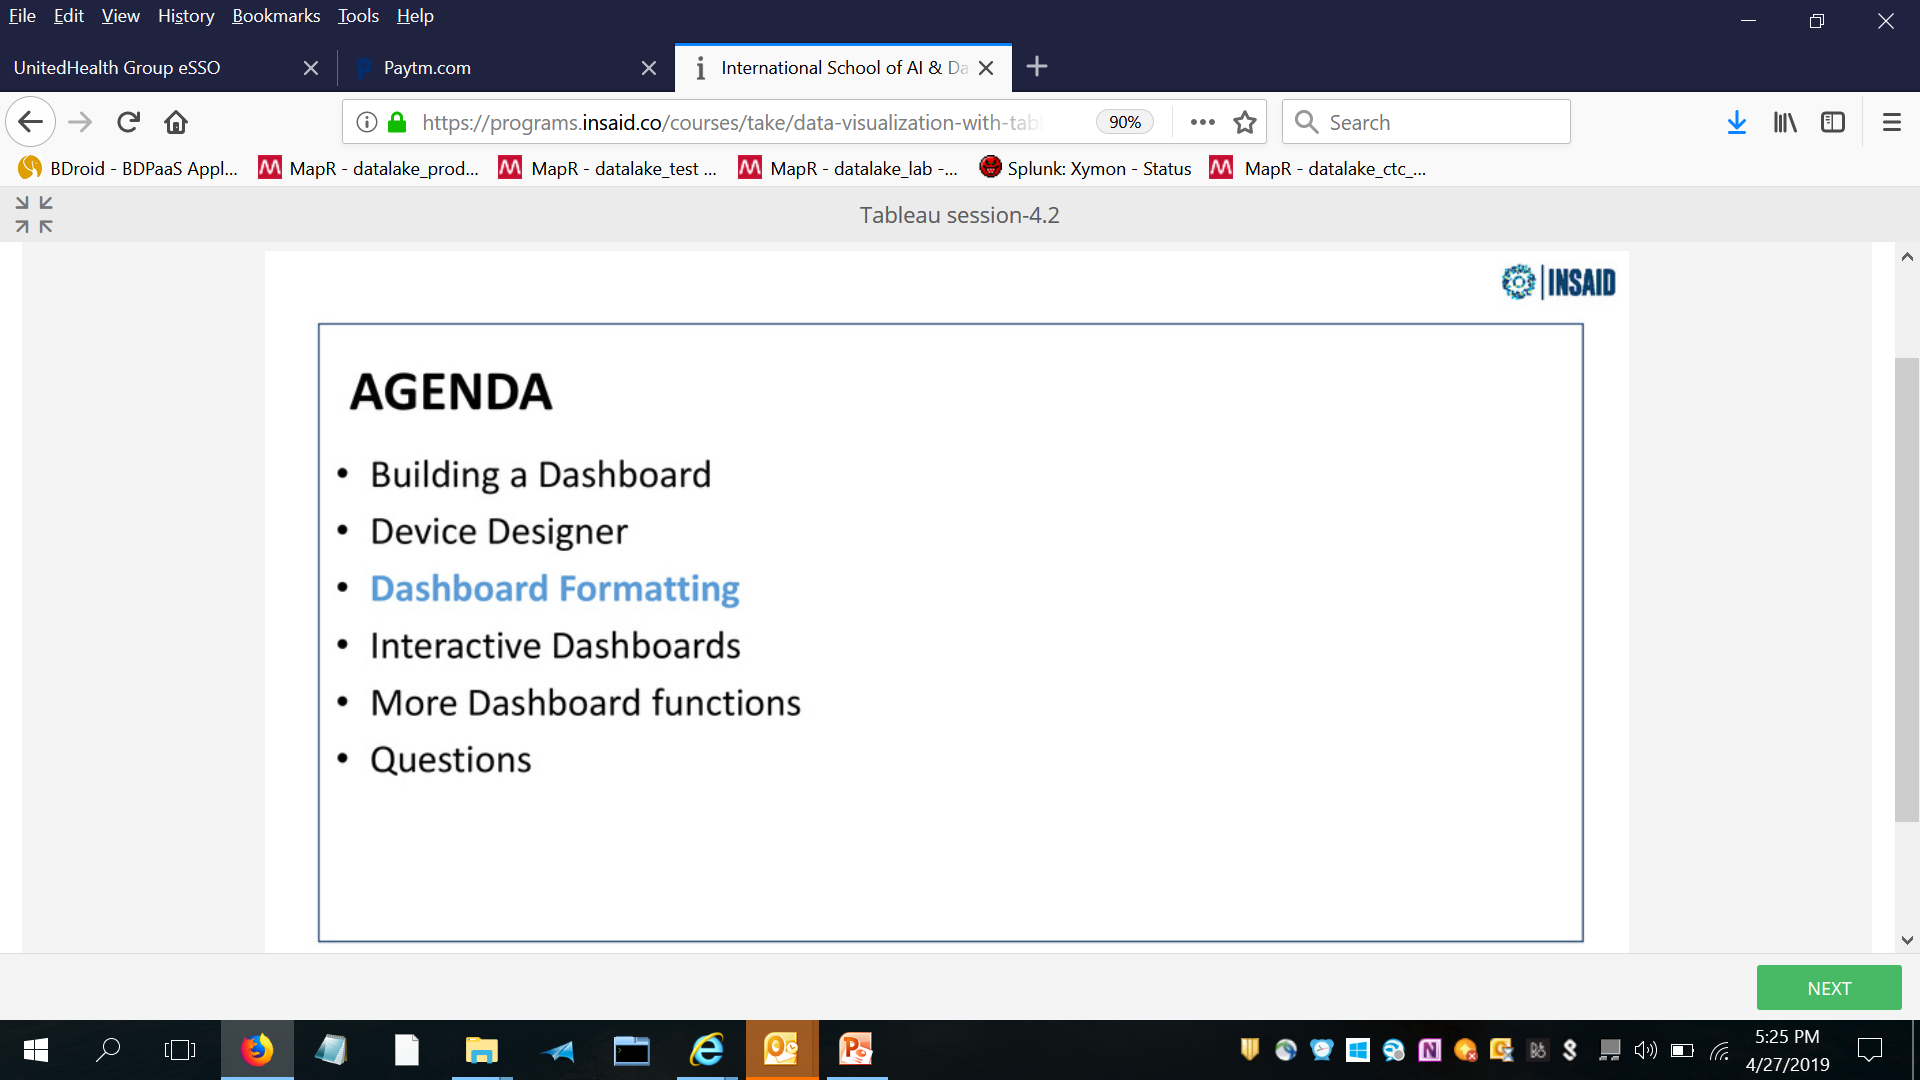 File Edit View History Bookmarks Tools Help
UnitedHealth Group eSSO
Paytm.com
International School of AI & Da
https://programs.insaid.co/courses/take/data-visualization-with-tabl
90%
Search
BDroid - BDPaaS Appl...
MapR - datalake_prod...
MapR - datalake_test ...
MapR - datalake_lab -...
Splunk: Xymon - Status
MapR - datalake_ctc_...
Tableau session-4.2
INSAID
AGENDA
• Building a Dashboard
• Device Designer
• Dashboard Formatting
• Interactive Dashboards
• More Dashboard functions
• Questions
NEXT
5:25 PM
4/27/2019